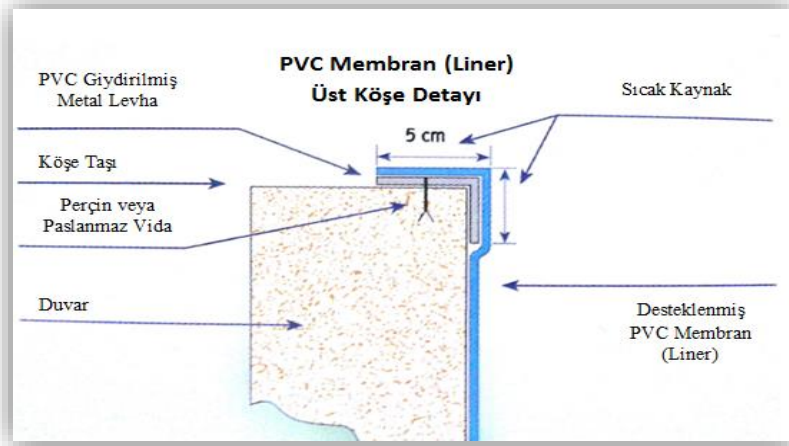 PVC Membran (Liner)
Üst Köşe Detayı
PVC Giydirilmiş
Metal Levha
Sıcak Kaynak
5 cm
Köşe Taşı
Perçin veya
Paslanmaz Vida
Duvar
Desteklenmiş
PVC Membran
(Liner)